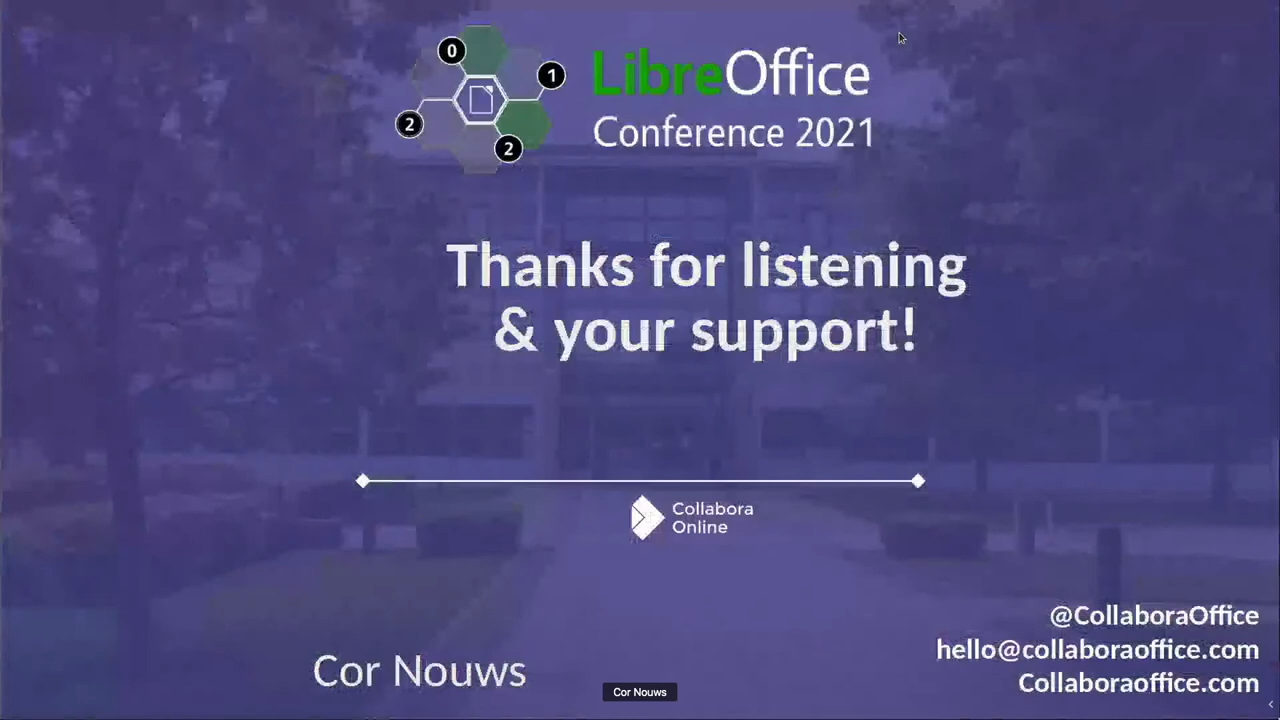 0
1
2
2
LibreOffice
Conference 2021
Thanks for listening
& your support!
Collabora
Online
@CollaboraOffice
hello@collaboraoffice.com
Collaboraoffice.com
Cor Nouws
Cor Nouws